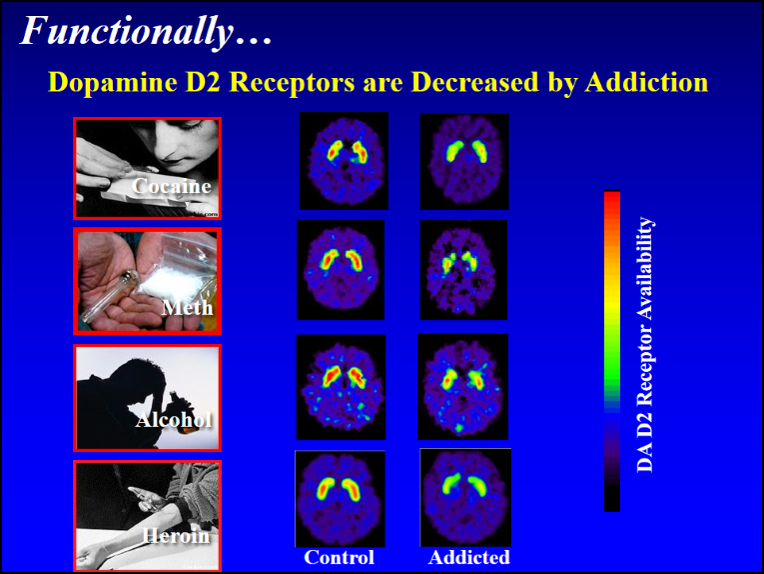 Functionally…
Dopamine D2 Receptors are Decreased by Addiction
Cocaine
Meth
Alcohol
Heroin
Control
Addicted
DA D2 Receptor Availability